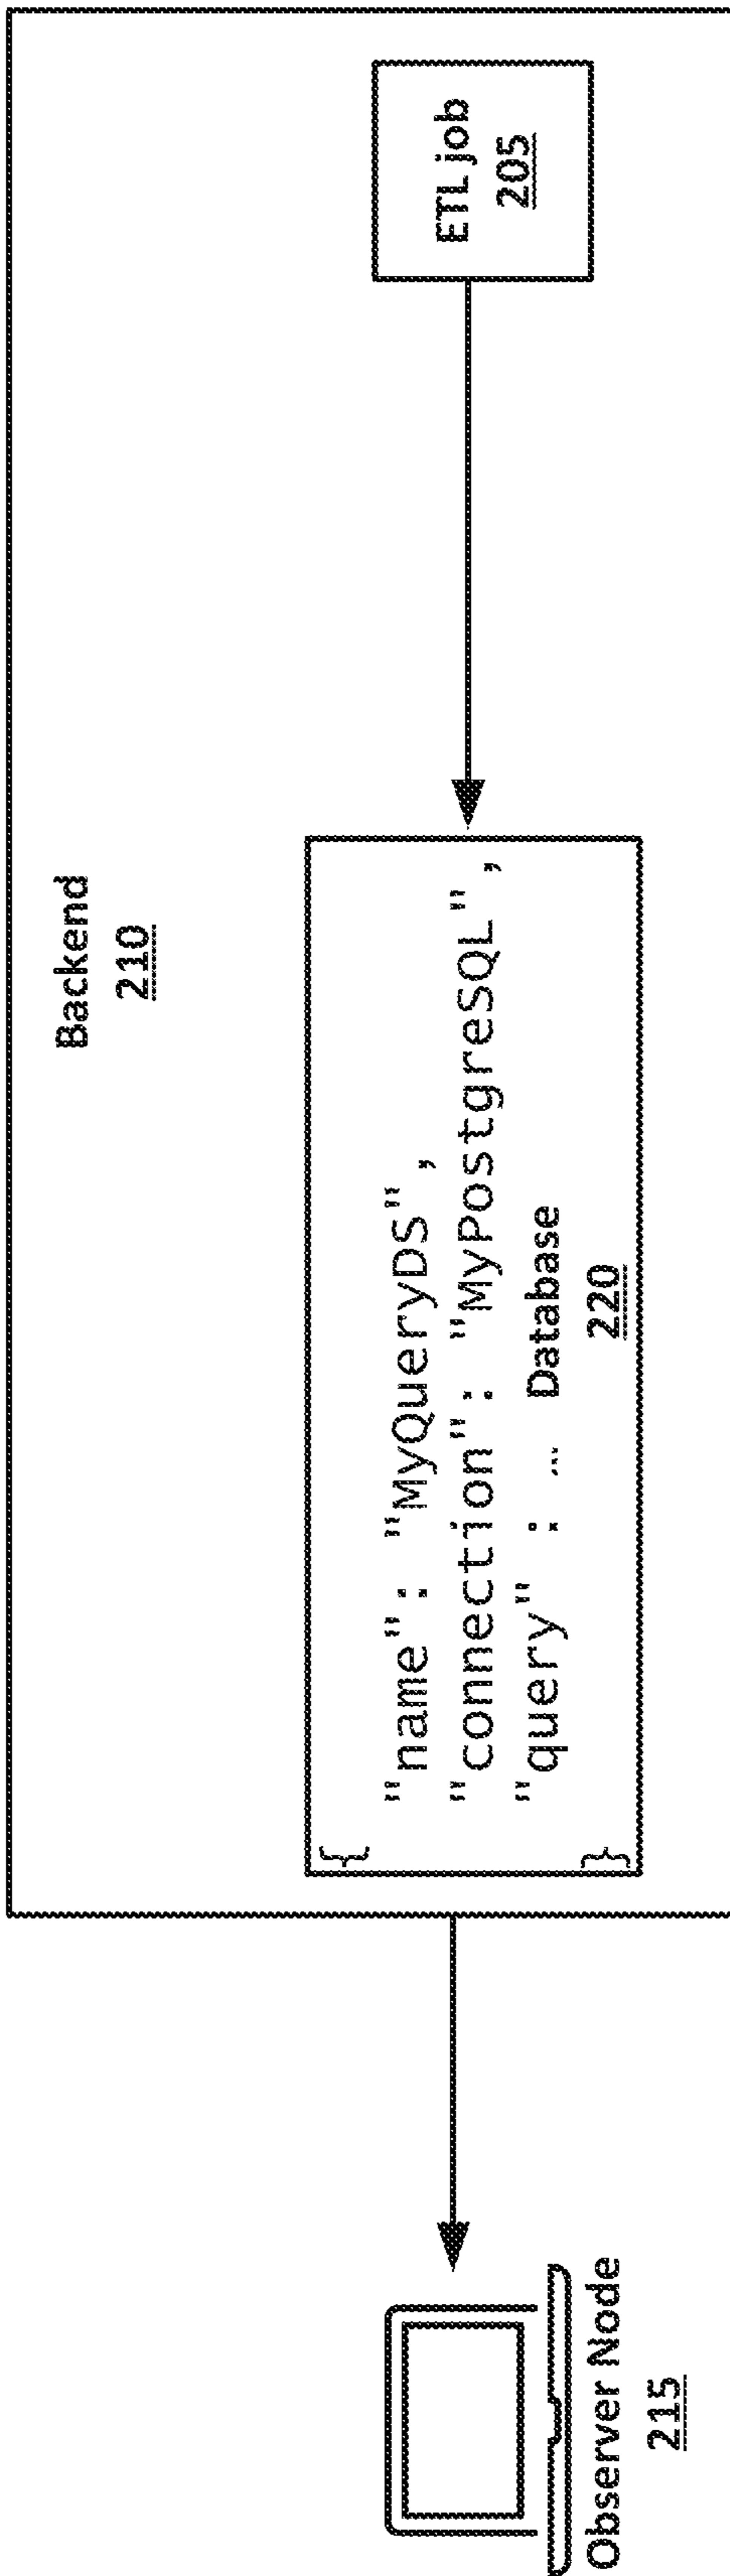 Backend
210
{
"name": "MyQueryDS",
"connection": "MyPostgreSQL",
"query" : ... Database
220
}
ETL job
205
Observer Node
215